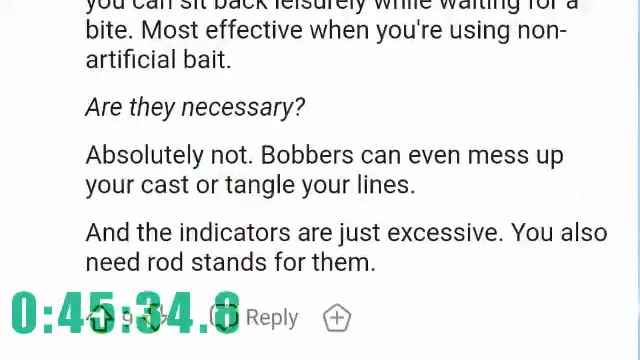 you can sit back leisurely while waiting for a
bite. Most effective when you're using non-
artificial bait.
Are they necessary?
Absolutely not. Bobbers can even mess up
your cast or tangle your lines.
And the indicators are just excessive. You also
need rod stands for them.
0:45:34.8
9
Reply